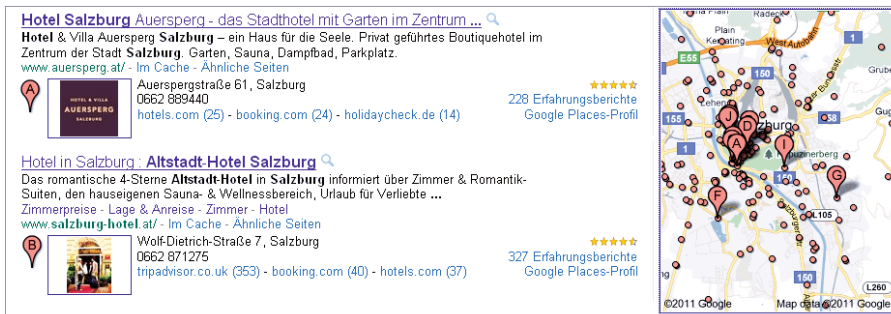 Hotel Salzburg Auersperg - das Stadthotel mit Garten im Zentrum ...
Hotel & Villa Auersperg Salzburg – ein Haus für die Seele. Privat geführtes Boutiquehotel im
Zentrum der Stadt Salzburg. Garten, Sauna, Dampfbad, Parkplatz.
www.auersperg.at/ - Im Cache - Ähnliche Seiten
A
HOTEL & VILLA
AUERSPERG
SALZBURG
Auerspergstraße 61, Salzburg
0662 889440
hotels.com (25) - booking.com (24) - holidaycheck.de (14)
228 Erfahrungsberichte
Google Places-Profil
Hotel in Salzburg : Altstadt-Hotel Salzburg
Das romantische 4-Sterne Altstadt-Hotel in Salzburg informiert über Zimmer & Romantik-
Suiten, den hauseigenen Sauna- & Wellnessbereich, Urlaub für Verliebte ...
Zimmerpreise - Lage & Anreise - Zimmer - Hotel
www.salzburg-hotel.at/ - Im Cache - Ähnliche Seiten
B
Wolf-Dietrich-Straße 7, Salzburg
0662 871275
tripadvisor.co.uk (353) - booking.com (40) - hotels.com (37)
327 Erfahrungsberichte
Google Places-Profil
Radeck
Plain
Kemating
West Autobahn
1
E55
150
Grube
155
J
D
A
I
G
F
1
150
L105
150
L260
©2011 Google
Map data ©2011 Google